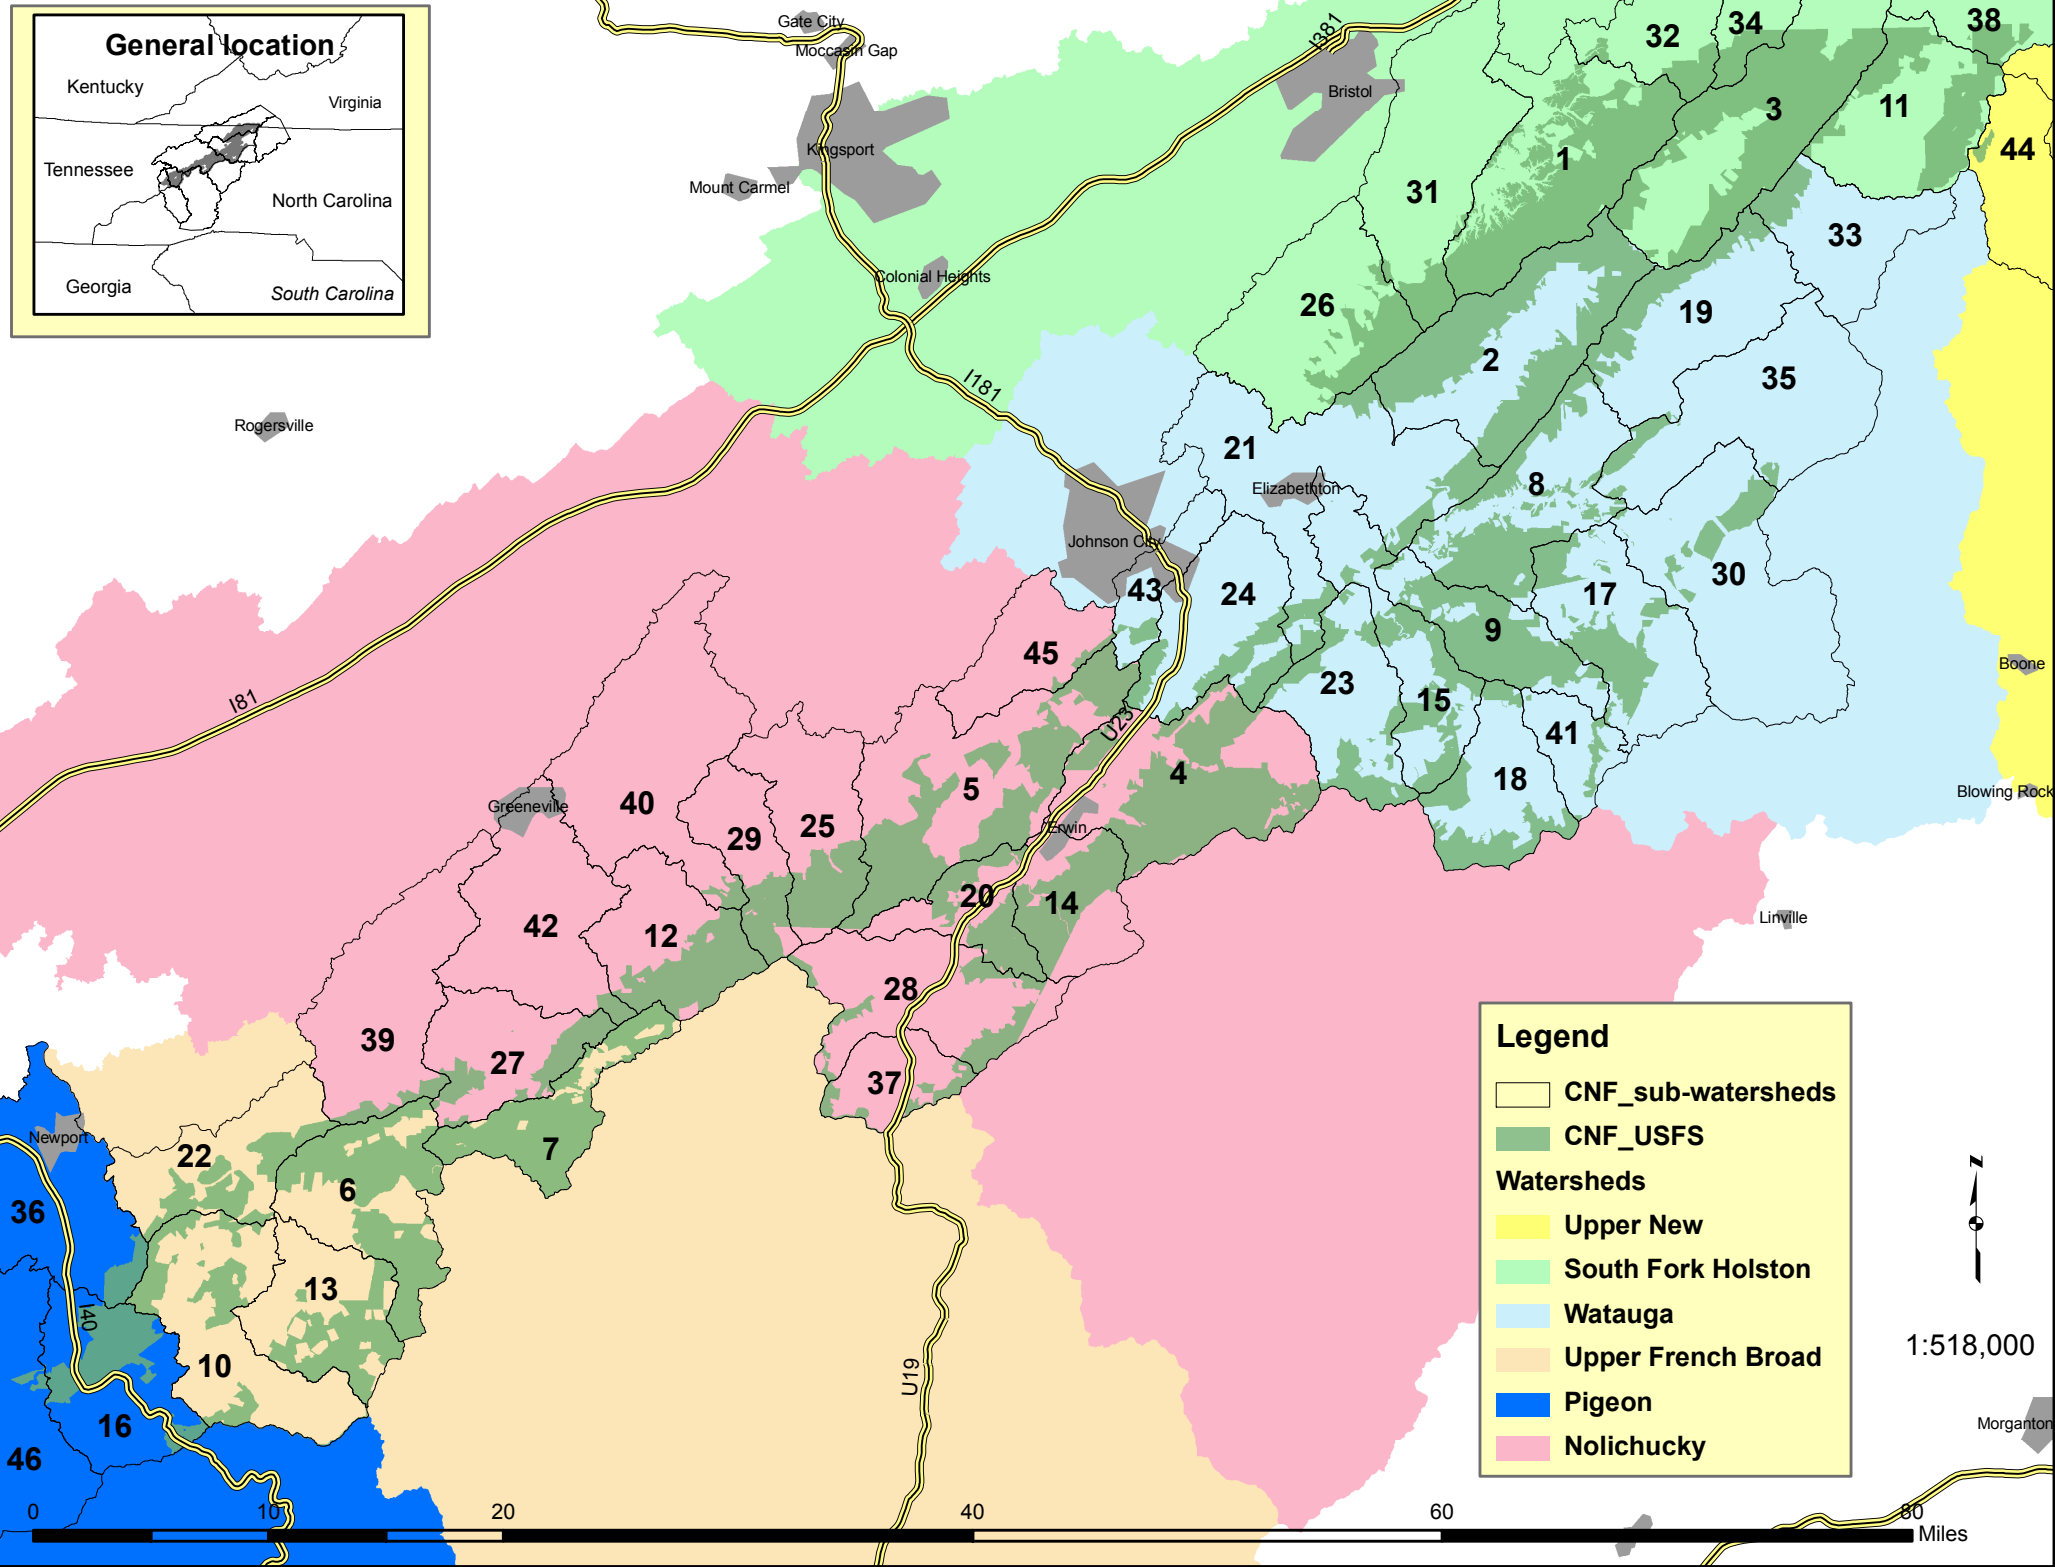 General location
Kentucky
Virginia
Tennessee
North Carolina
Georgia
South Carolina
Gate City
Moccasin Gap
I381
Bristol
Kingsport
Mount Carmel
Colonial Heights
I181
Rogersville
Elizabethton
Johnson City
I81
U23
Greeneville
Erwin
Boone
Blowing Rock
Linville
Newport
I40
U19
Morganton
32
34
38
3
11
1
44
31
33
26
19
2
35
21
8
43
24
17
30
9
45
23
15
41
18
4
5
40
29
25
20
14
42
12
28
39
27
37
7
22
6
36
13
10
16
46
Legend
CNF_sub-watersheds
CNF_USFS
Watersheds
Upper New
South Fork Holston
Watauga
Upper French Broad
Pigeon
Nolichucky
N
1:518,000
0 10 20 40 60 80
Miles